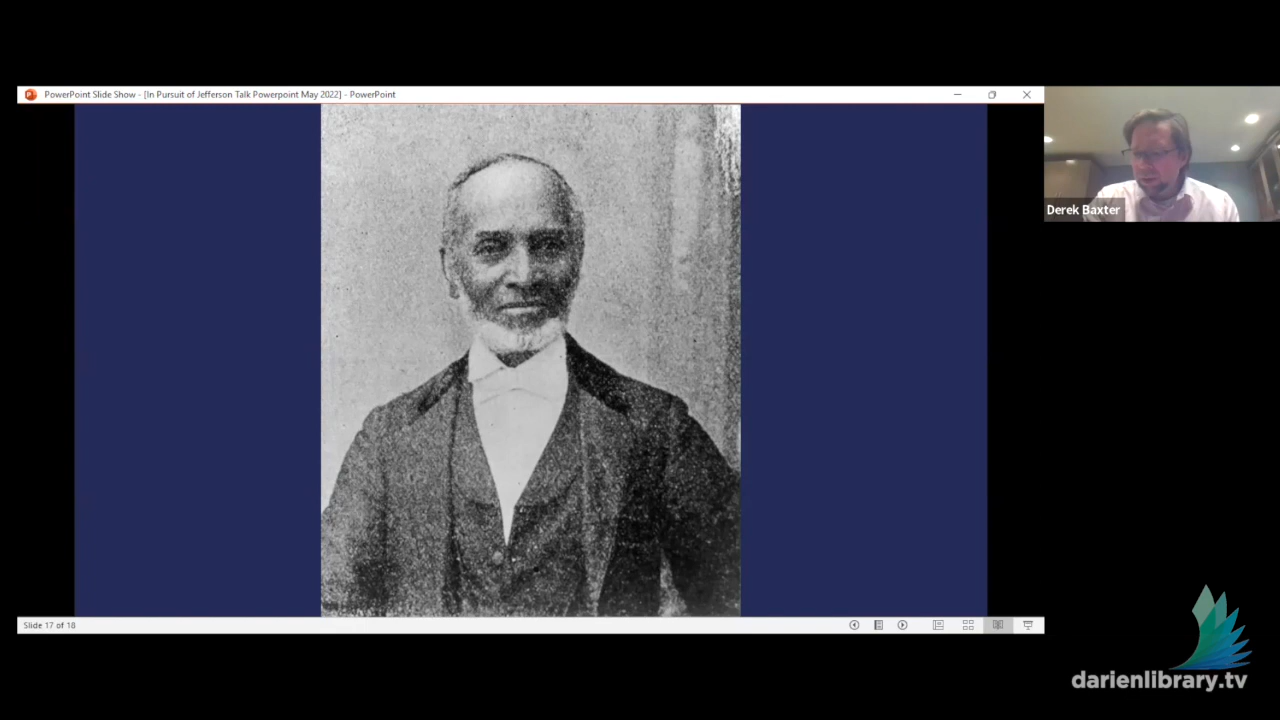 PowerPoint Slide Show - [In Pursuit of Jefferson Talk Powerpoint May 2022] - PowerPoint
Derek Baxter
Slide 17 of 18
darienlibrary.tv